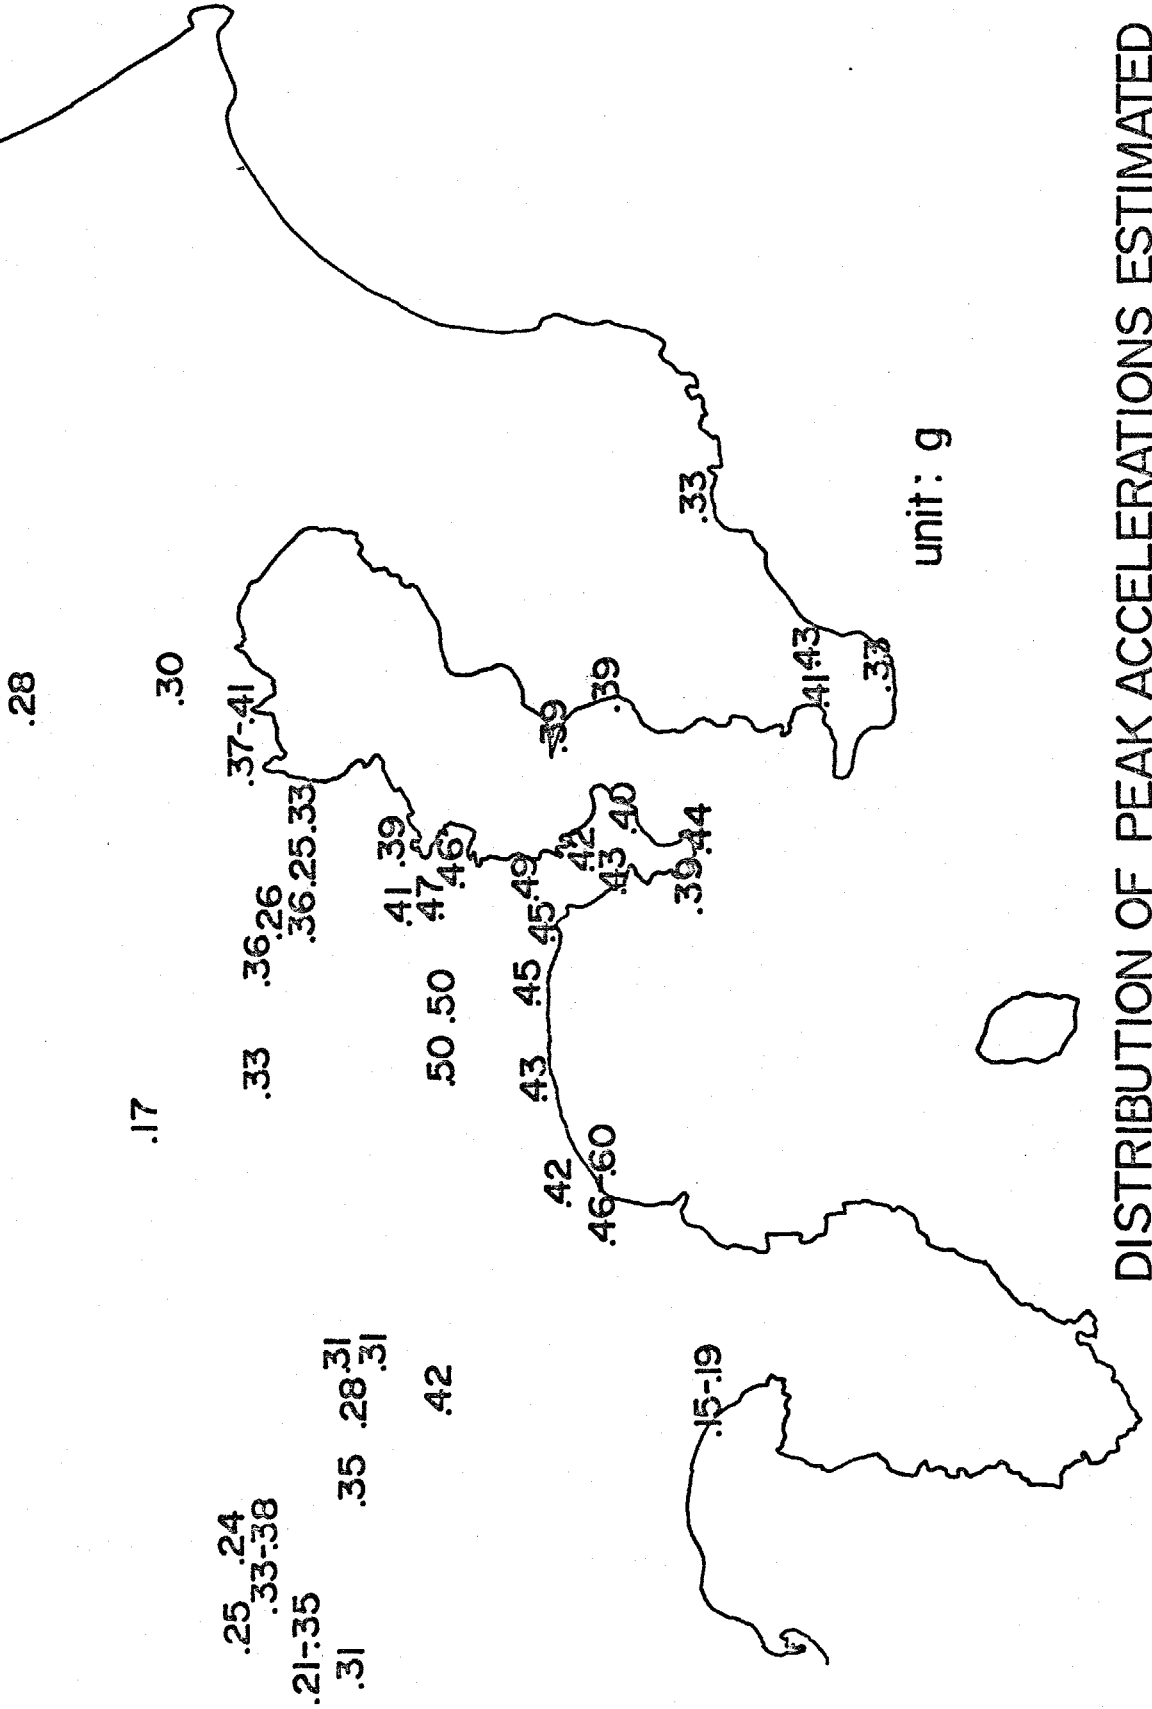 .28
.17
.30
.25 .24 .37-.41
.33 .36
.33-.38 .26
.21-.35 .36 .25 .33
.31
.31 .35 .28
.31
.41 .39
.47
.42 .50 .50 .46
.45 .49
.43 .45
.39
.42 .42
.46-.60 .43 .39
.40
.39 .44 .33
.15-.19
.41 .43
.33
unit: g
DISTRIBUTION OF PEAK ACCELERATIONS ESTIMATED